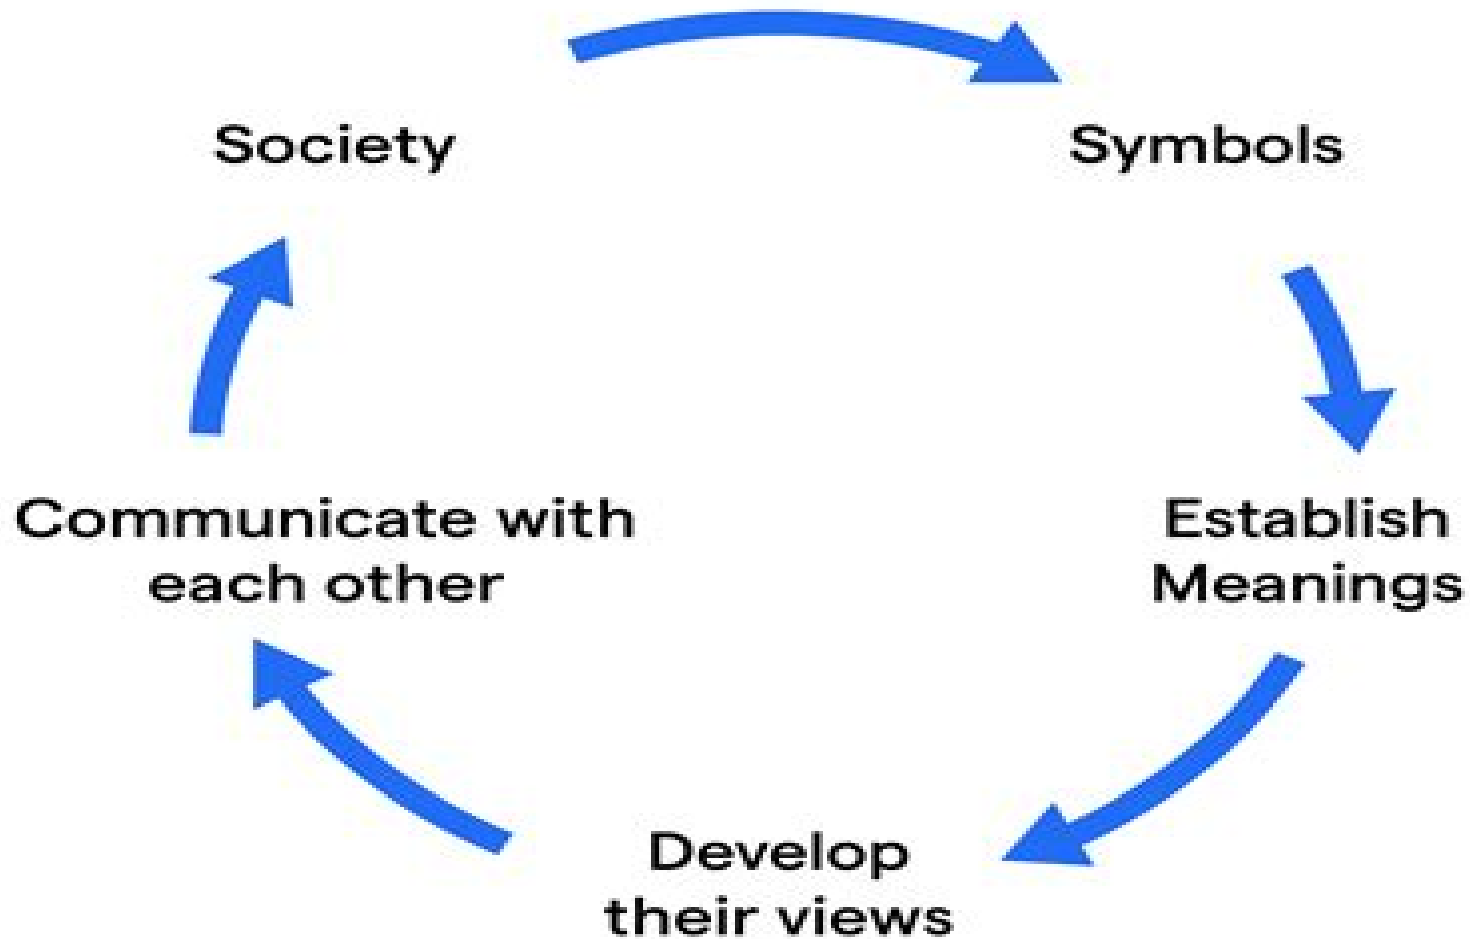 Society
Symbols
Establish
Meanings
Develop
their views
Communicate with
each other